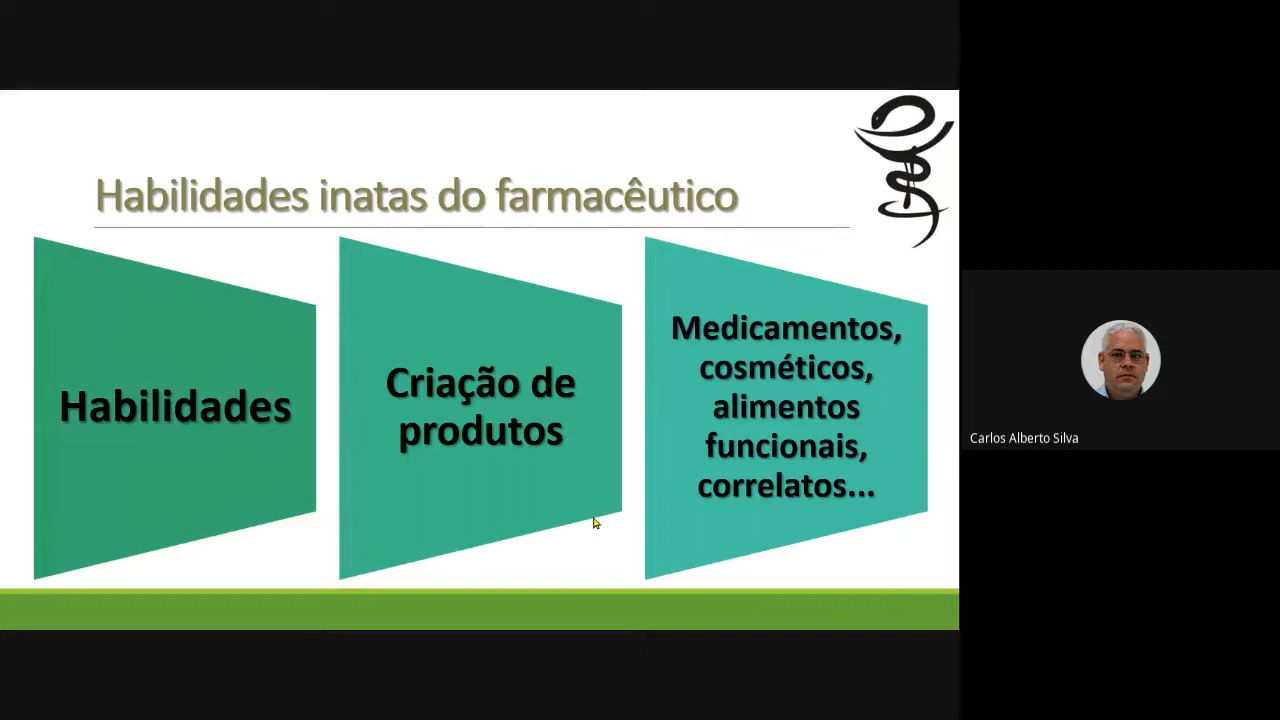 Habilidades inatas do farmacêutico
Habilidades
Criação de
produtos
Medicamentos,
cosméticos,
alimentos
funcionais,
correlatos...
Carlos Alberto Silva